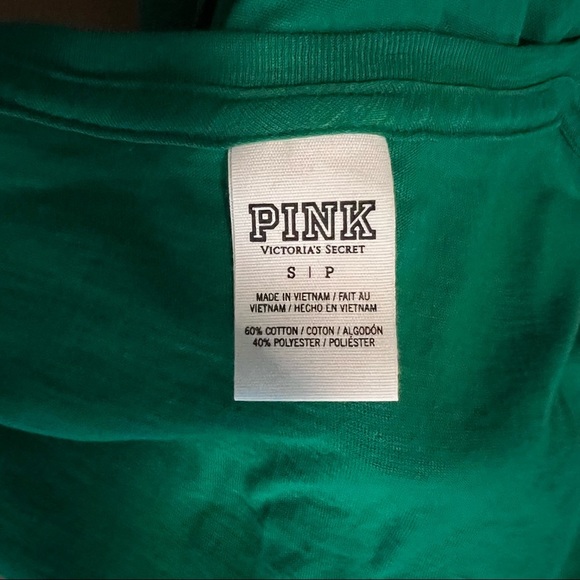 PINK
VICTORIA'S SECRET
S | P
MADE IN VIETNAM / FAIT AU
VIETNAM / HECHO EN VIETNAM
60% COTTON / COTON / ALGODÓN
40% POLYESTER / POLIÉSTER